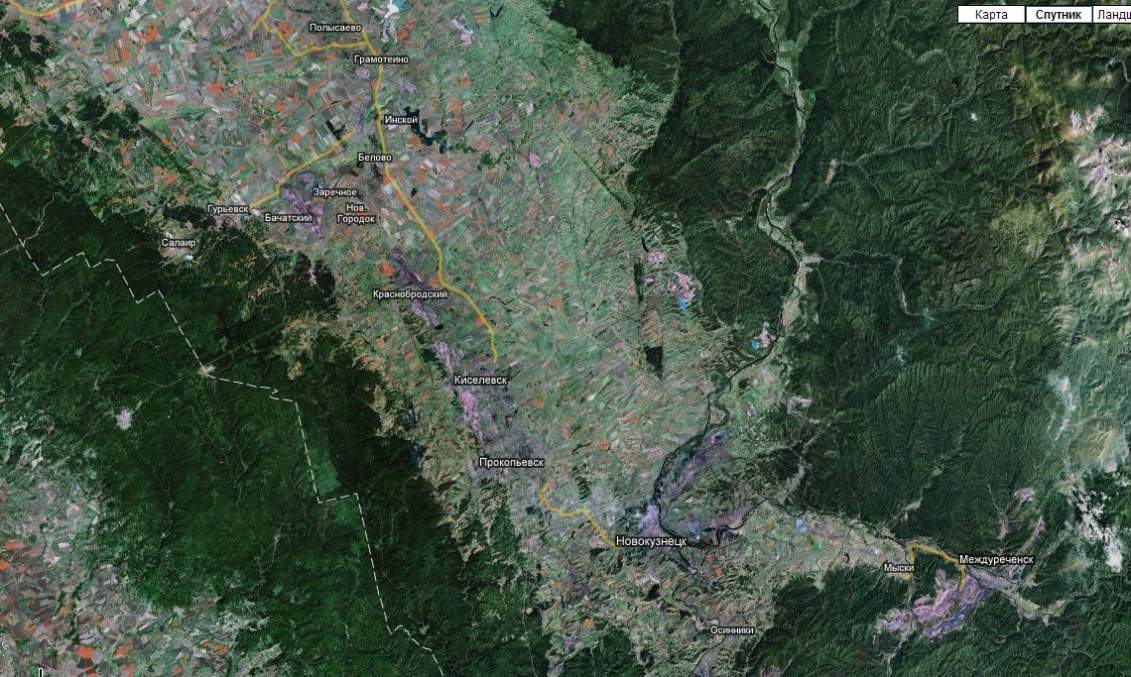 Карта
Спутник
Ландш
Полысаево
Грамотеино
Инской
Белово
Заречное
Гурьевск
Бачатский
Нов.
Городок
Салаир
Краснобродский
Киселевск
Прокопьевск
Новокузнецк
Междуреченск
Мыски
Осинники